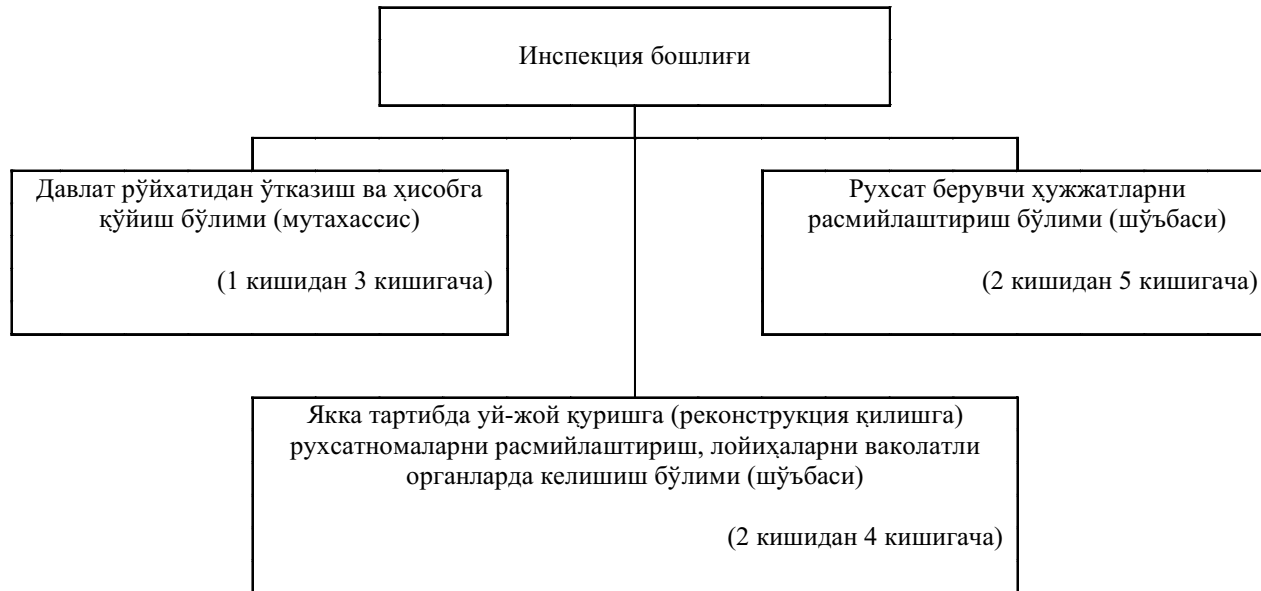 Инспекция бошлиғи
Давлат рўйхатидан ўтказиш ва ҳисобга
қўйиш бўлими (мутахассис)
(1 кишидан 3 кишигача)
Рухсат берувчи ҳужжатларни
расмийлаштириш бўлими (шўъбаси)
(2 кишидан 5 кишигача)
Якка тартибда уй-жой қуришга (реконструкция қилишга)
рухсатномаларни расмийлаштириш, лойиҳаларни ваколатли
органларда келишиш бўлими (шўъбаси)
(2 кишидан 4 кишигача)